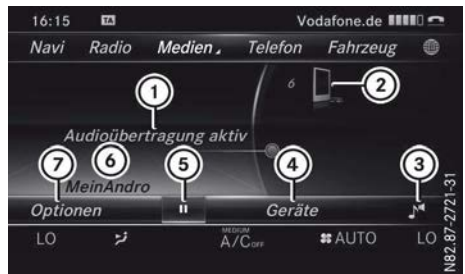 16:15 TA Vodafone.de
Navi Radio Medien Telefon Fahrzeug
1
6 2
Audioübertragung aktiv
7 6 5 4 3
MeinAndro
Optionen Geräte
LO MEDIUM A/C OFF AUTO LO
N82.87-2721-31